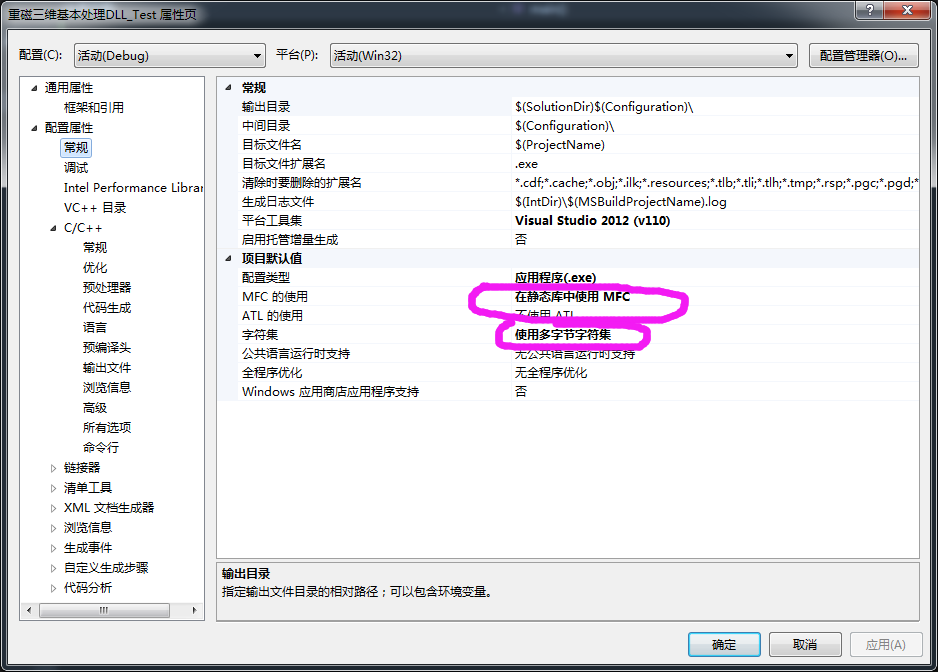 重磁三维基本处理DLL_Test 属性页
配置(C): 活动(Debug) 平台(P): 活动(Win32) 配置管理器(O)...
通用属性
框架和引用
配置属性
常规
调试
Intel Performance Librar
VC++ 目录
C/C++
常规
优化
预处理器
代码生成
语言
预编译头
输出文件
浏览信息
高级
所有选项
命令行
链接器
清单工具
XML 文档生成器
浏览信息
生成事件
自定义生成步骤
代码分析
常规
输出目录 $(SolutionDir)$(Configuration)\
中间目录 $(Configuration)\
目标文件名 $(ProjectName)
目标文件扩展名 .exe
清除时要删除的扩展名 *.cdf;*.cache;*.obj;*.ilk;*.resources;*.tlb;*.tli;*.tlh;*.tmp;*.rsp;*.pgc;*.pgd;*
生成日志文件 $(IntDir)\$(MSBuildProjectName).log
平台工具集 Visual Studio 2012 (v110)
启用托管增量生成 否
项目默认值
配置类型 应用程序(.exe)
MFC 的使用 在静态库中使用 MFC
ATL 的使用 不使用 ATL
字符集 使用多字节字符集
公共语言运行时支持 无公共语言运行时支持
全程序优化 无全程序优化
Windows 应用商店应用程序支持 否
输出目录
指定输出文件目录的相对路径；可以包含环境变量。
确定 取消 应用(A)